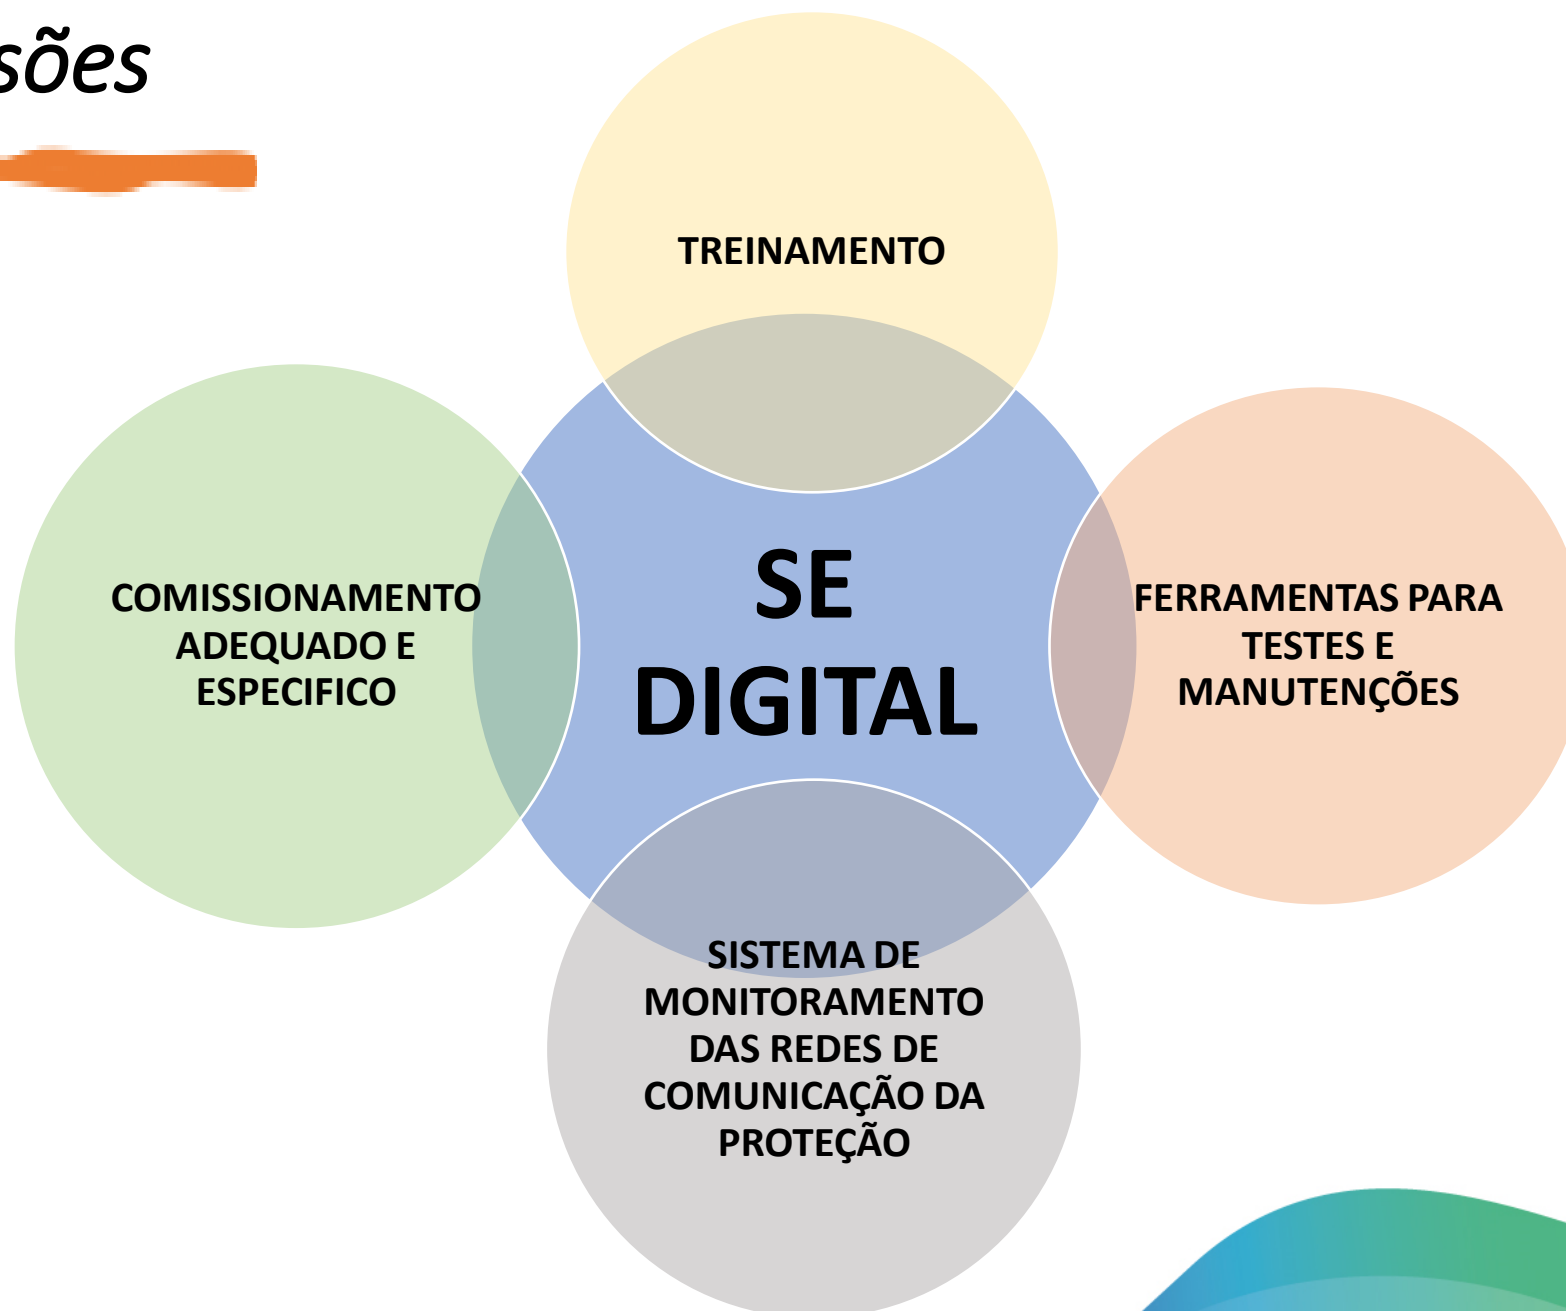 sões
TREINAMENTO
COMISSIONAMENTO
ADEQUADO E
ESPECIFICO
SE
DIGITAL
FERRAMENTAS PARA
TESTES E
MANUTENÇÕES
SISTEMA DE
MONITORAMENTO
DAS REDES DE
COMUNICAÇÃO DA
PROTEÇÃO